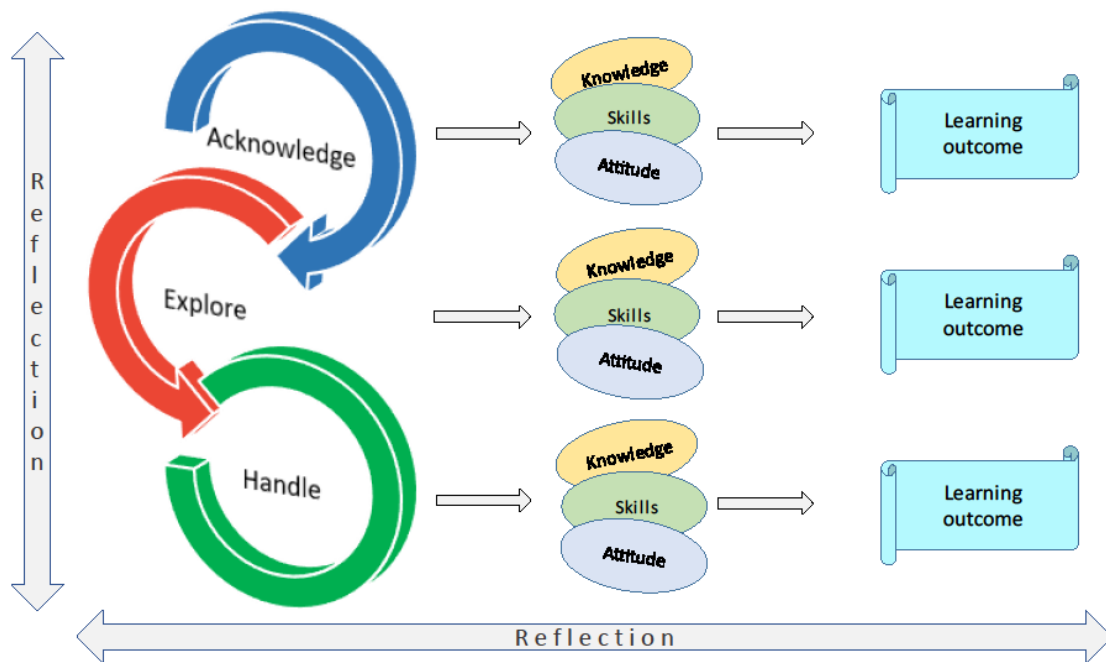 Reflection
Acknowledge
Knowledge
Skills
Attitude
Learning
outcome
Explore
Knowledge
Skills
Attitude
Learning
outcome
Handle
Knowledge
Skills
Attitude
Learning
outcome
Reflection